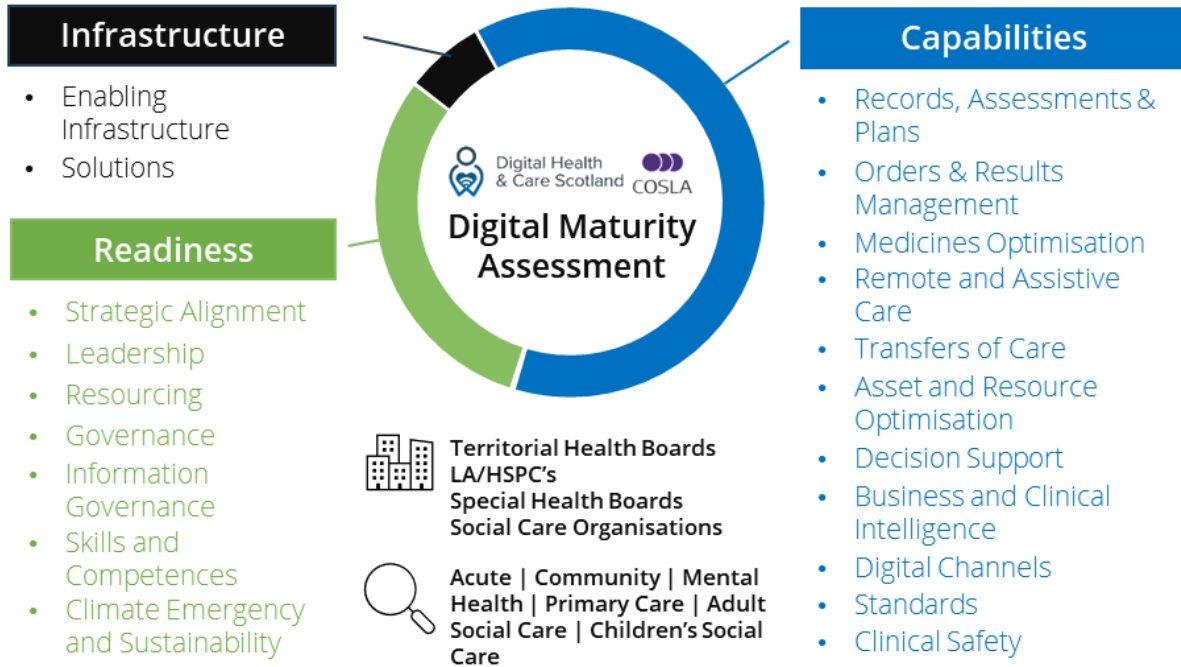 Infrastructure
• Enabling
Infrastructure
• Solutions
Readiness
• Strategic Alignment
• Leadership
• Resourcing
• Governance
• Information
Governance
• Skills and
Competences
• Climate Emergency
and Sustainability
Digital Health
& Care Scotland
COSLA
Digital Maturity
Assessment
Territorial Health Boards
LA/HSPC’s
Special Health Boards
Social Care Organisations
Acute | Community | Mental
Health | Primary Care | Adult
Social Care | Children’s Social
Care
Capabilities
• Records, Assessments &
Plans
• Orders & Results
Management
• Medicines Optimisation
• Remote and Assistive
Care
• Transfers of Care
• Asset and Resource
Optimisation
• Decision Support
• Business and Clinical
Intelligence
• Digital Channels
• Standards
• Clinical Safety